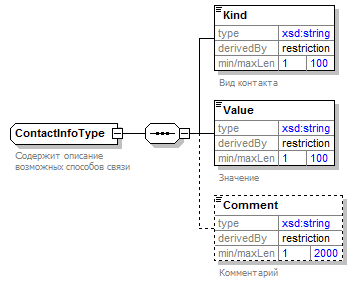 Kind
type xsd:string
derivedBy restriction
min/maxLen 1 100
Вид контакта
Value
type xsd:string
derivedBy restriction
min/maxLen 1 100
Значение
ContactInfoType
Содержит описание
возможных способов связи
Comment
type xsd:string
derivedBy restriction
min/maxLen 1 2000
Комментарий